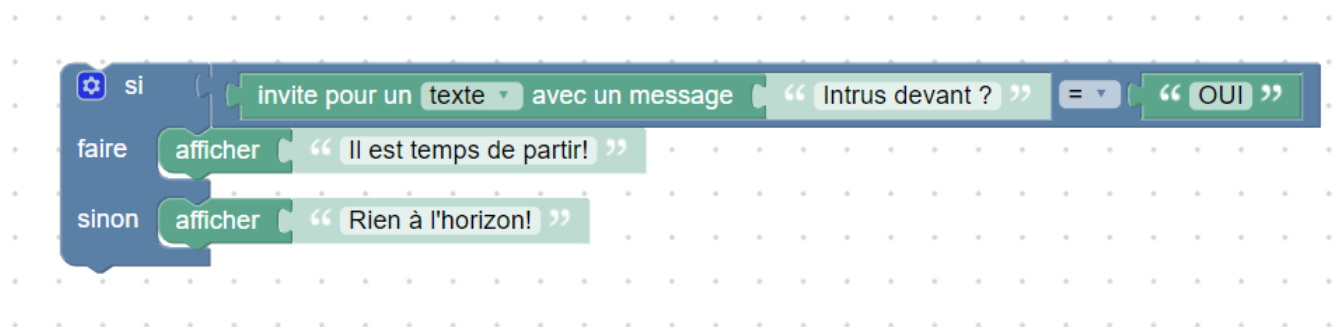 si invite pour un texte avec un message “ Intrus devant ? ” = “ OUI ”
faire afficher “ Il est temps de partir! ”
sinon afficher “ Rien à l'horizon! ”